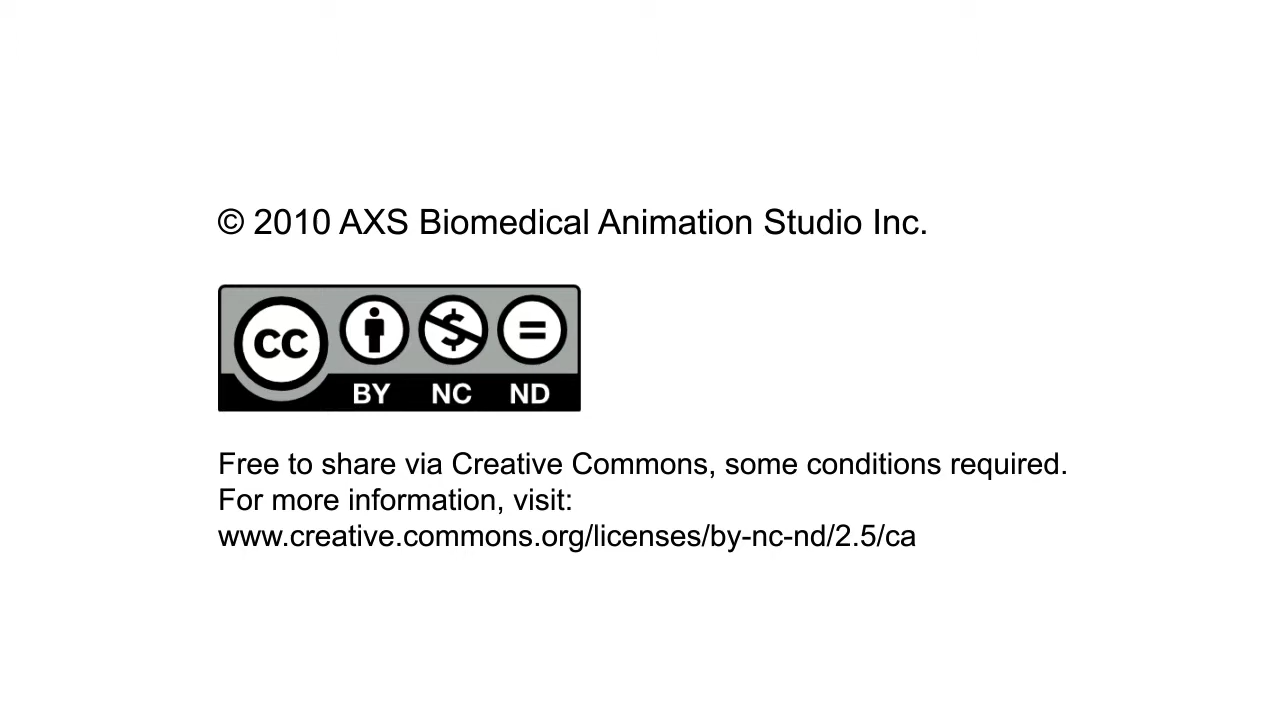 © 2010 AXS Biomedical Animation Studio Inc.
CC BY NC ND
Free to share via Creative Commons, some conditions required.
For more information, visit:
www.creative.commons.org/licenses/by-nc-nd/2.5/ca